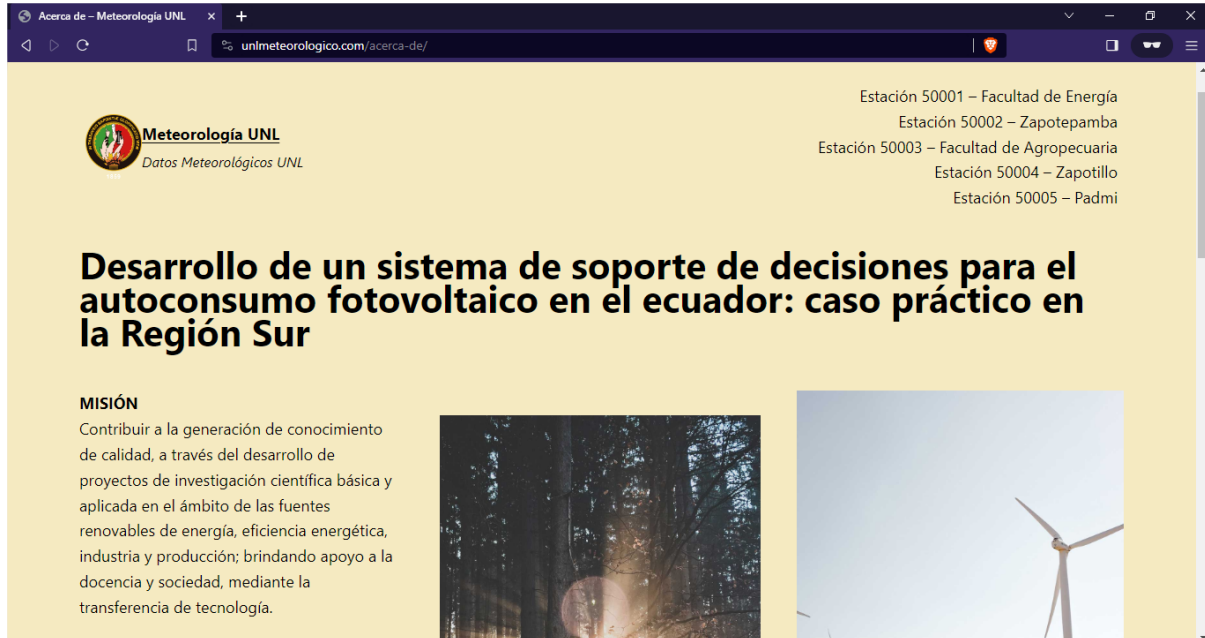 Acerca de – Meteorología UNL
unlmeteorologico.com/acerca-de/
Meteorología UNL
Datos Meteorológicos UNL
Estación 50001 – Facultad de Energía
Estación 50002 – Zapotepamba
Estación 50003 – Facultad de Agropecuaria
Estación 50004 – Zapotillo
Estación 50005 – Padmi
Desarrollo de un sistema de soporte de decisiones para el
autoconsumo fotovoltaico en el ecuador: caso práctico en
la Región Sur
MISIÓN
Contribuir a la generación de conocimiento
de calidad, a través del desarrollo de
proyectos de investigación científica básica y
aplicada en el ámbito de las fuentes
renovables de energía, eficiencia energética,
industria y producción; brindando apoyo a la
docencia y sociedad, mediante la
transferencia de tecnología.